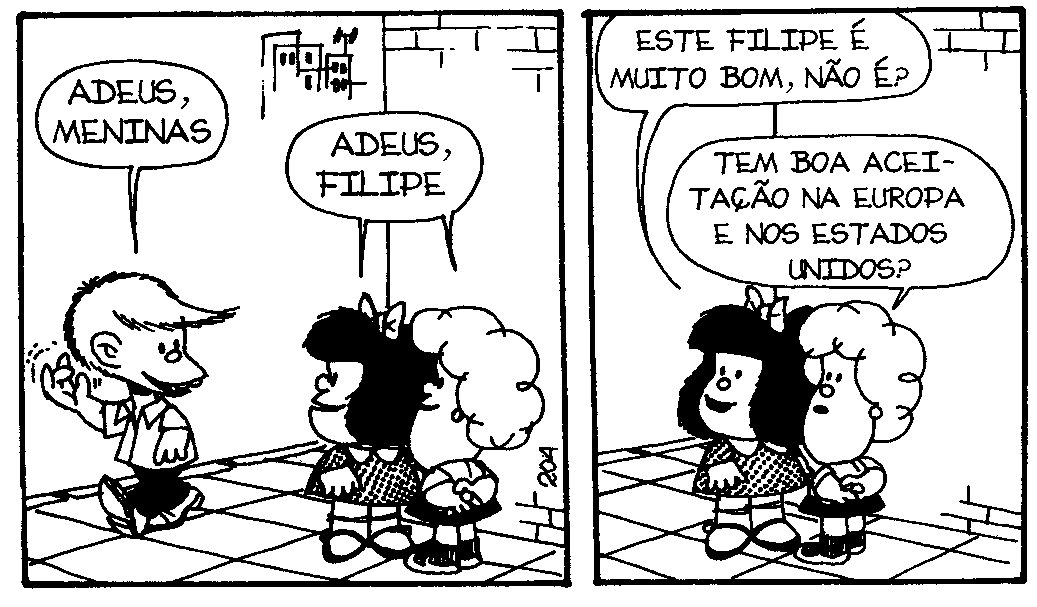 ADEUS,
MENINAS
ADEUS,
FILIPE
204
ESTE FILIPE É
MUITO BOM, NÃO É?
TEM BOA ACEI-
TAÇÃO NA EUROPA
E NOS ESTADOS
UNIDOS?